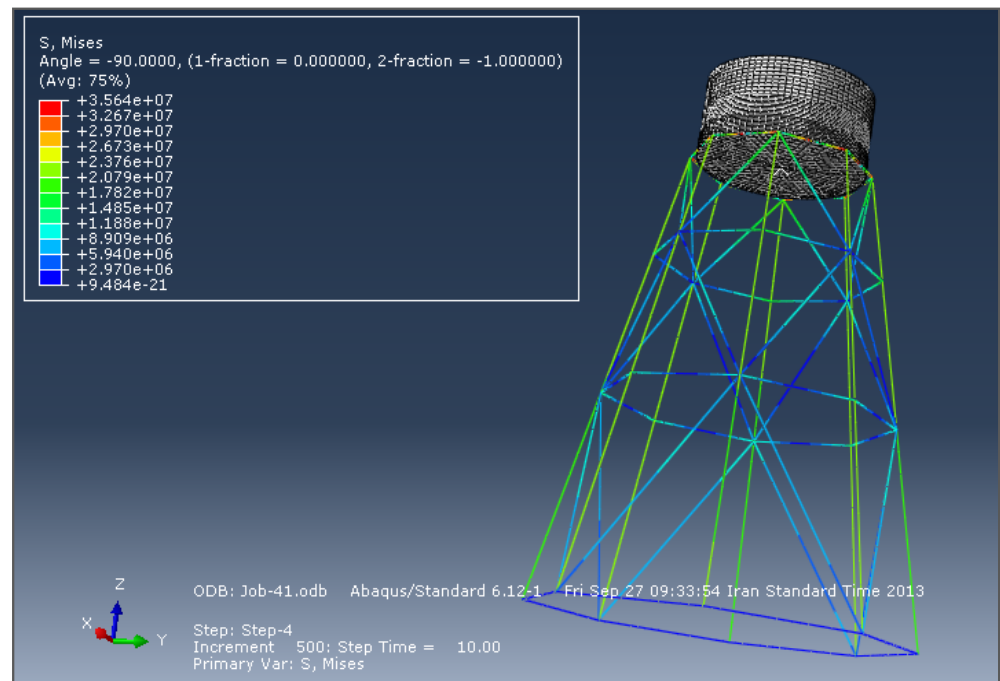 S, Mises
Angle = -90.0000, (1-fraction = 0.000000, 2-fraction = -1.000000)
(Avg: 75%)
+3.564e+07
+3.267e+07
+2.970e+07
+2.673e+07
+2.376e+07
+2.079e+07
+1.782e+07
+1.485e+07
+1.188e+07
+8.909e+06
+5.940e+06
+2.970e+06
+9.484e-21
Z
X
Y
ODB: Job-41.odb Abaqus/Standard 6.12-1 Fri Sep 27 09:33:54 Iran Standard Time 2013
Step: Step-4
Increment 500: Step Time = 10.00
Primary Var: S, Mises